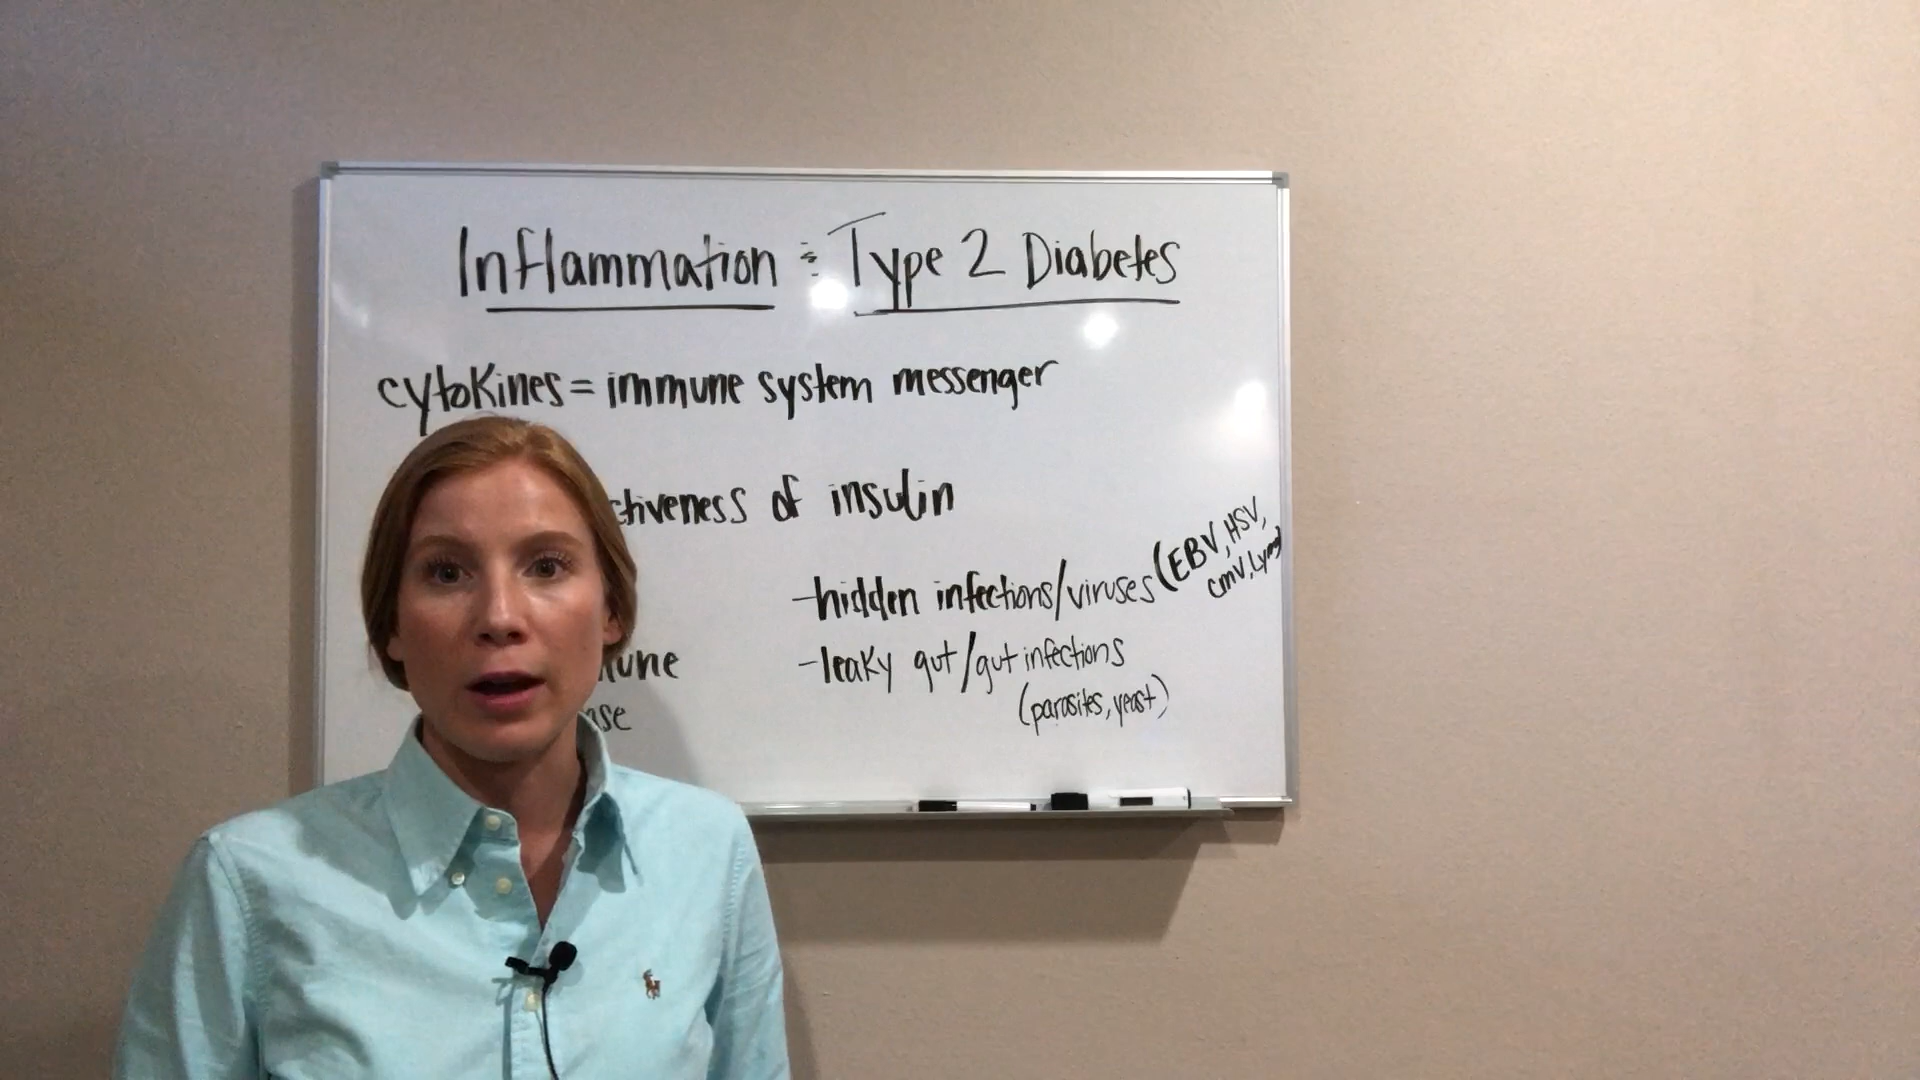 Inflammation & Type 2 Diabetes
cytokines = immune system messenger
ctiveness of insulin
-hidden infections/viruses (EBV, HSV,
CMV, Lyme)
une
-leaky gut/gut infections
(parasites, yeast)
se